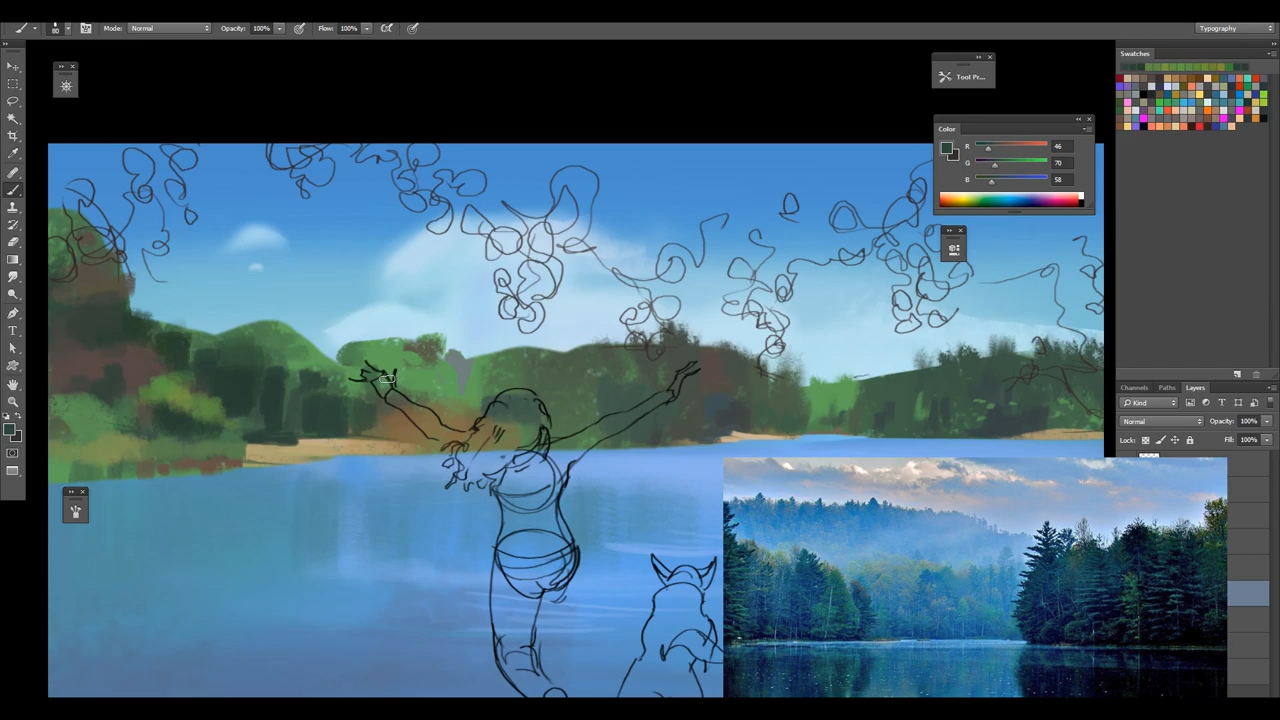 80 Mode: Normal Opacity: 100% Flow: 100% Typography
Swatches
Tool Pr...
Color
R 46
G 70
B 58
Channels Paths Layers
Kind
Normal Opacity: 100%
Lock: Fill: 100%